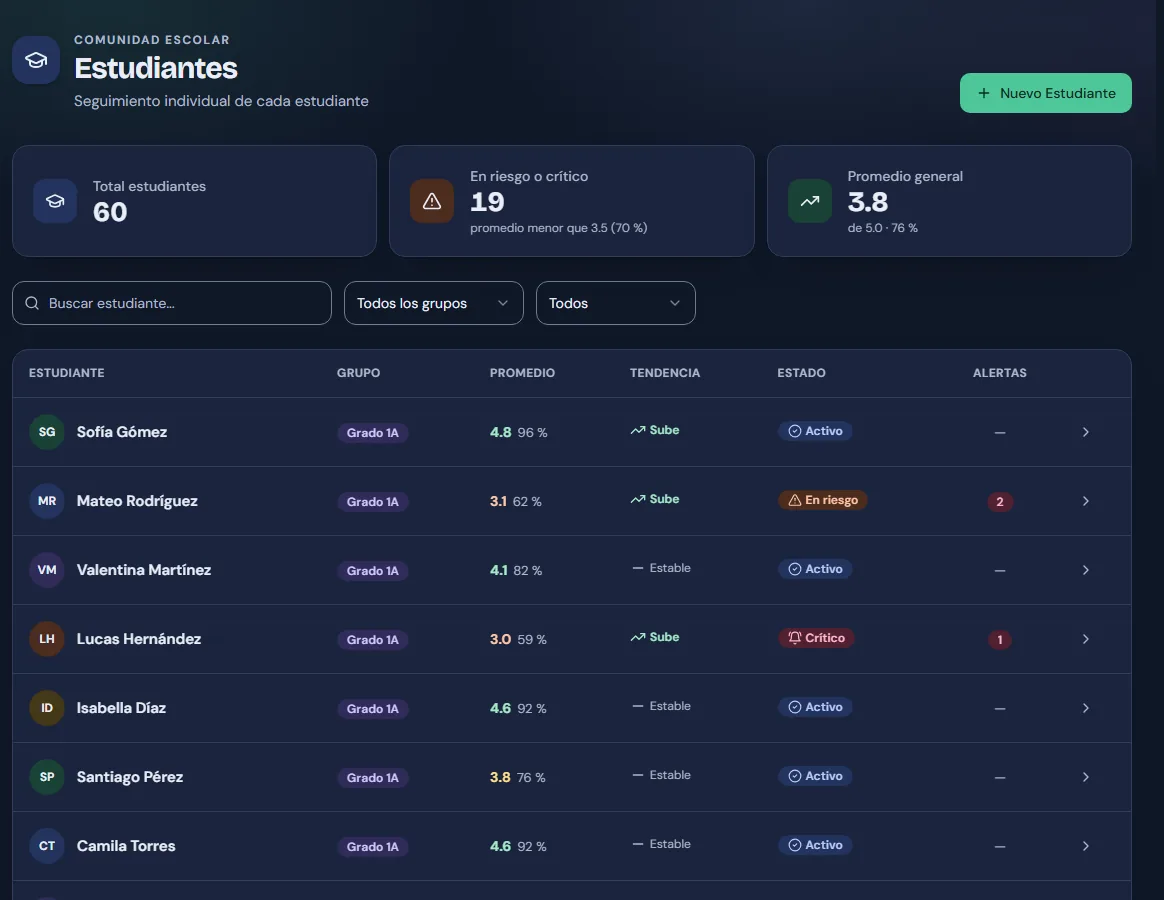 COMUNIDAD ESCOLAR
Estudiantes
Seguimiento individual de cada estudiante
+ Nuevo Estudiante
Total estudiantes
60
En riesgo o crítico
19
promedio menor que 3.5 (70 %)
Promedio general
3.8
de 5.0 · 76 %
Buscar estudiante...
Todos los grupos
Todos
ESTUDIANTE GRUPO PROMEDIO TENDENCIA ESTADO ALERTAS
SG Sofía Gómez Grado 1A 4.8 96 % Sube Activo —
MR Mateo Rodríguez Grado 1A 3.1 62 % Sube En riesgo 2
VM Valentina Martínez Grado 1A 4.1 82 % — Estable Activo —
LH Lucas Hernández Grado 1A 3.0 59 % Sube Crítico 1
ID Isabella Díaz Grado 1A 4.6 92 % — Estable Activo —
SP Santiago Pérez Grado 1A 3.8 76 % — Estable Activo —
CT Camila Torres Grado 1A 4.6 92 % — Estable Activo —